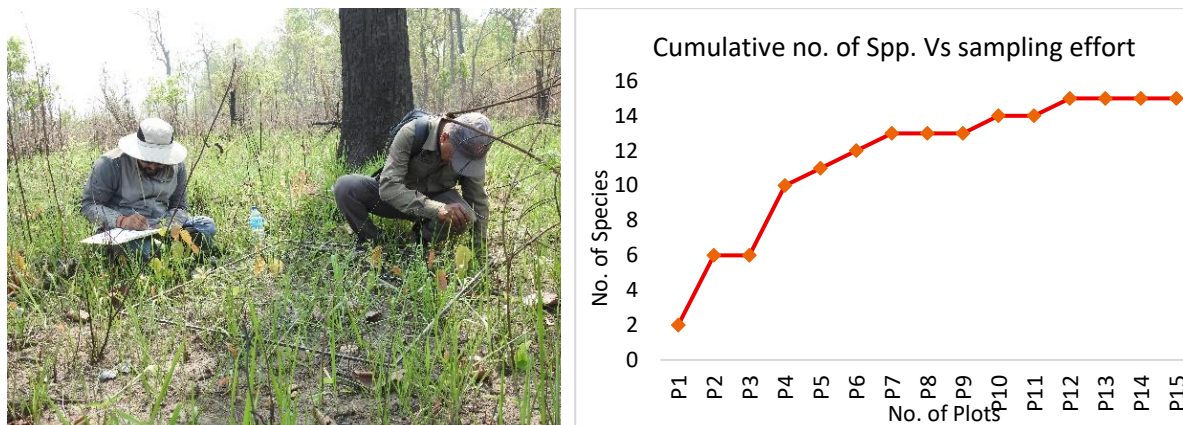 Cumulative no. of Spp. Vs sampling effort
No. of Species
16
14
12
10
8
6
4
2
0
P1
P2
P3
P4
P5
P6
P7
P8
P9
P10
P11
P12
P13
P14
P15
No. of Plots